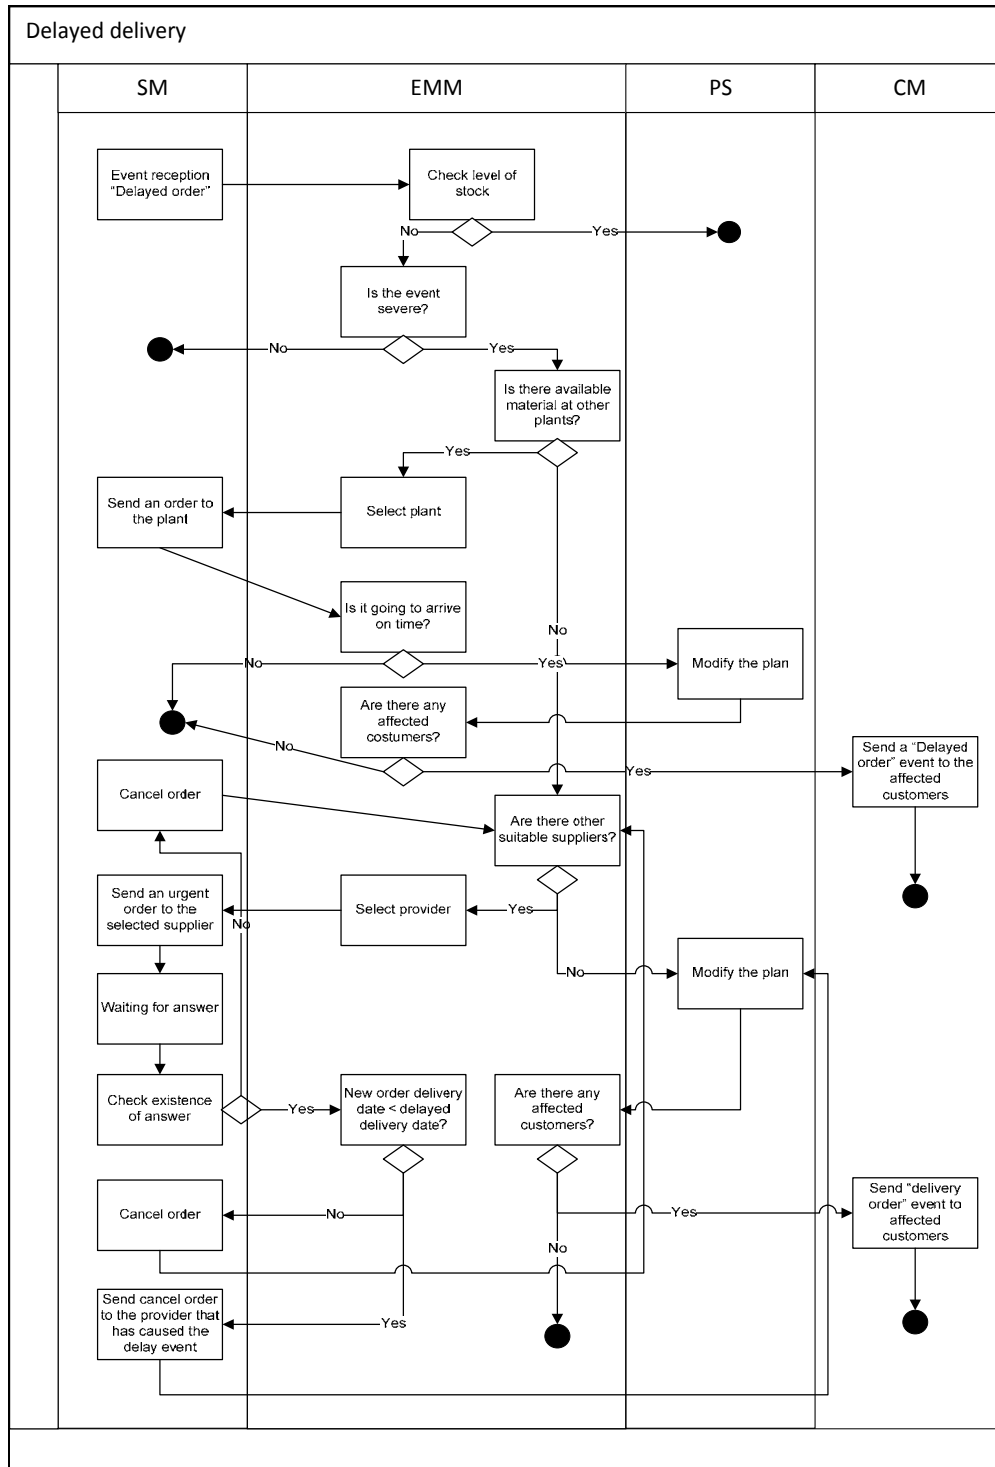 Delayed delivery
SM
EMM
PS
CM
Event reception
“Delayed order”
Check level of
stock
No
Yes
Is the event
severe?
No
Yes
Is there available
material at other
plants?
Yes
Send an order to
the plant
Select plant
Is it going to arrive
on time?
No
No
Yes
Modify the plan
Are there any
affected
costumers?
No
Yes
Send a “Delayed
order” event to the
affected
customers
Cancel order
Are there other
suitable suppliers?
Send an urgent
order to the
selected supplier
No
Select provider
Yes
No
Modify the plan
Waiting for answer
Check existence
of answer
Yes
New order delivery
date < delayed
delivery date?
Are there any
affected
customers?
Cancel order
No
Yes
Send “delivery
order” event to
affected
customers
No
Send cancel order
to the provider that
has caused the
delay event
Yes